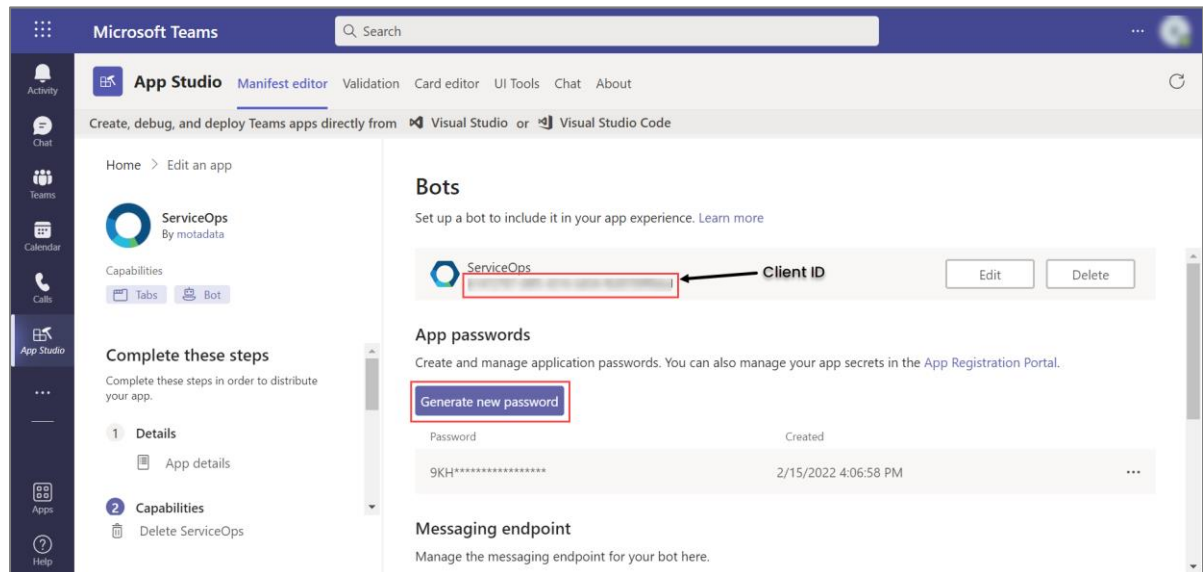 Microsoft Teams
Search
Activity
Chat
Teams
Calendar
Calls
App Studio
Apps
Help
App Studio Manifest editor Validation Card editor UI Tools Chat About
Create, debug, and deploy Teams apps directly from Visual Studio or Visual Studio Code
Home > Edit an app
ServiceOps
By motadata
Capabilities
Tabs Bot
Complete these steps
Complete these steps in order to distribute
your app.
1 Details
App details
2 Capabilities
Delete ServiceOps
Bots
Set up a bot to include it in your app experience. Learn more
ServiceOps
Client ID
Edit Delete
App passwords
Create and manage application passwords. You can also manage your app secrets in the App Registration Portal.
Generate new password
Password Created
9KH***************** 2/15/2022 4:06:58 PM
Messaging endpoint
Manage the messaging endpoint for your bot here.